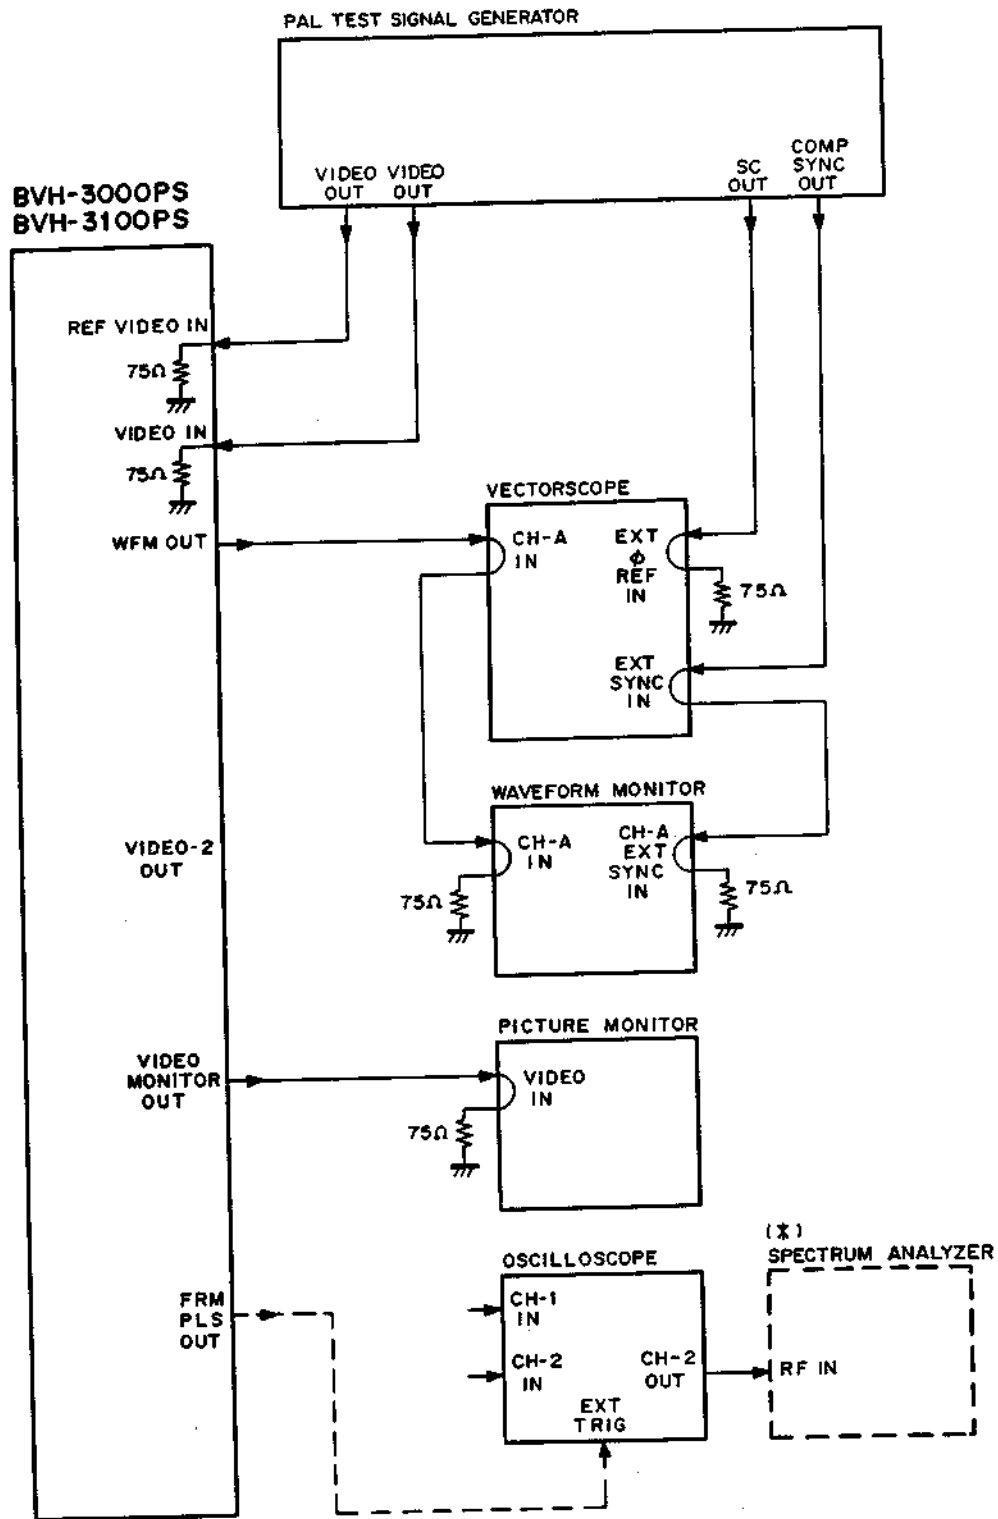 PAL TEST SIGNAL GENERATOR
VIDEO
OUT
VIDEO
OUT
SC
OUT
COMP
SYNC
OUT
BVH-3000PS
BVH-3100PS
REF VIDEO IN
75Ω
VIDEO IN
75Ω
WFM OUT
VECTORSCOPE
CH-A
IN
EXT
ϕ
REF
IN
75Ω
EXT
SYNC
IN
WAVEFORM MONITOR
VIDEO-2
OUT
CH-A
IN
CH-A
EXT
SYNC
IN
75Ω
75Ω
PICTURE MONITOR
VIDEO
MONITOR
OUT
VIDEO
IN
75Ω
(*)
SPECTRUM ANALYZER
OSCILLOSCOPE
FRM
PLS
OUT
CH-1
IN
CH-2
IN
CH-2
OUT
RF IN
EXT
TRIG